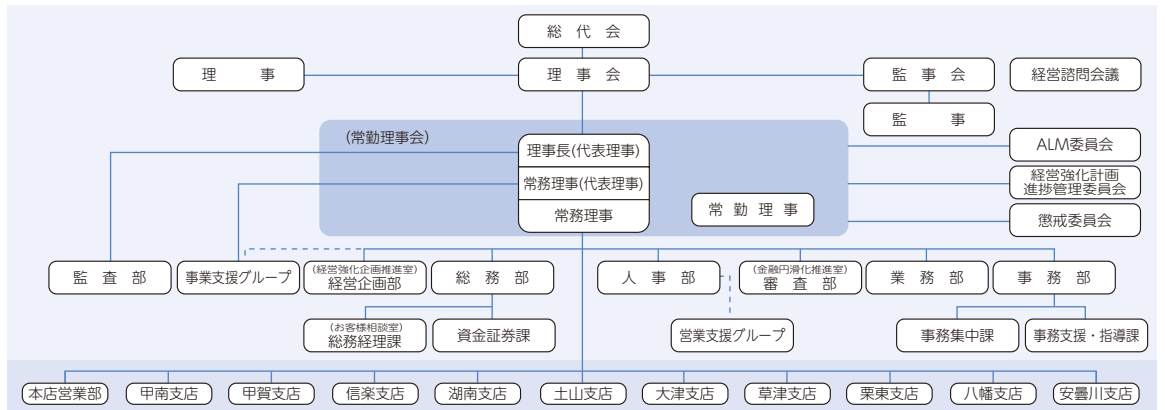 総代会
理事
理事会
監事会
経営諮問会議
監事
(常勤理事会)
理事長(代表理事)
常務理事(代表理事)
常務理事
常勤理事
ALM委員会
経営強化計画
進捗管理委員会
懲戒委員会
監査部
事業支援グループ
(経営強化企画推進室)
経営企画部
総務部
人事部
(金融円滑化推進室)
審査部
業務部
事務部
(お客様相談室)
総務経理課
資金証券課
営業支援グループ
事務集中課
事務支援・指導課
本店営業部
甲南支店
甲賀支店
信楽支店
湖南支店
土山支店
大津支店
草津支店
栗東支店
八幡支店
安曇川支店